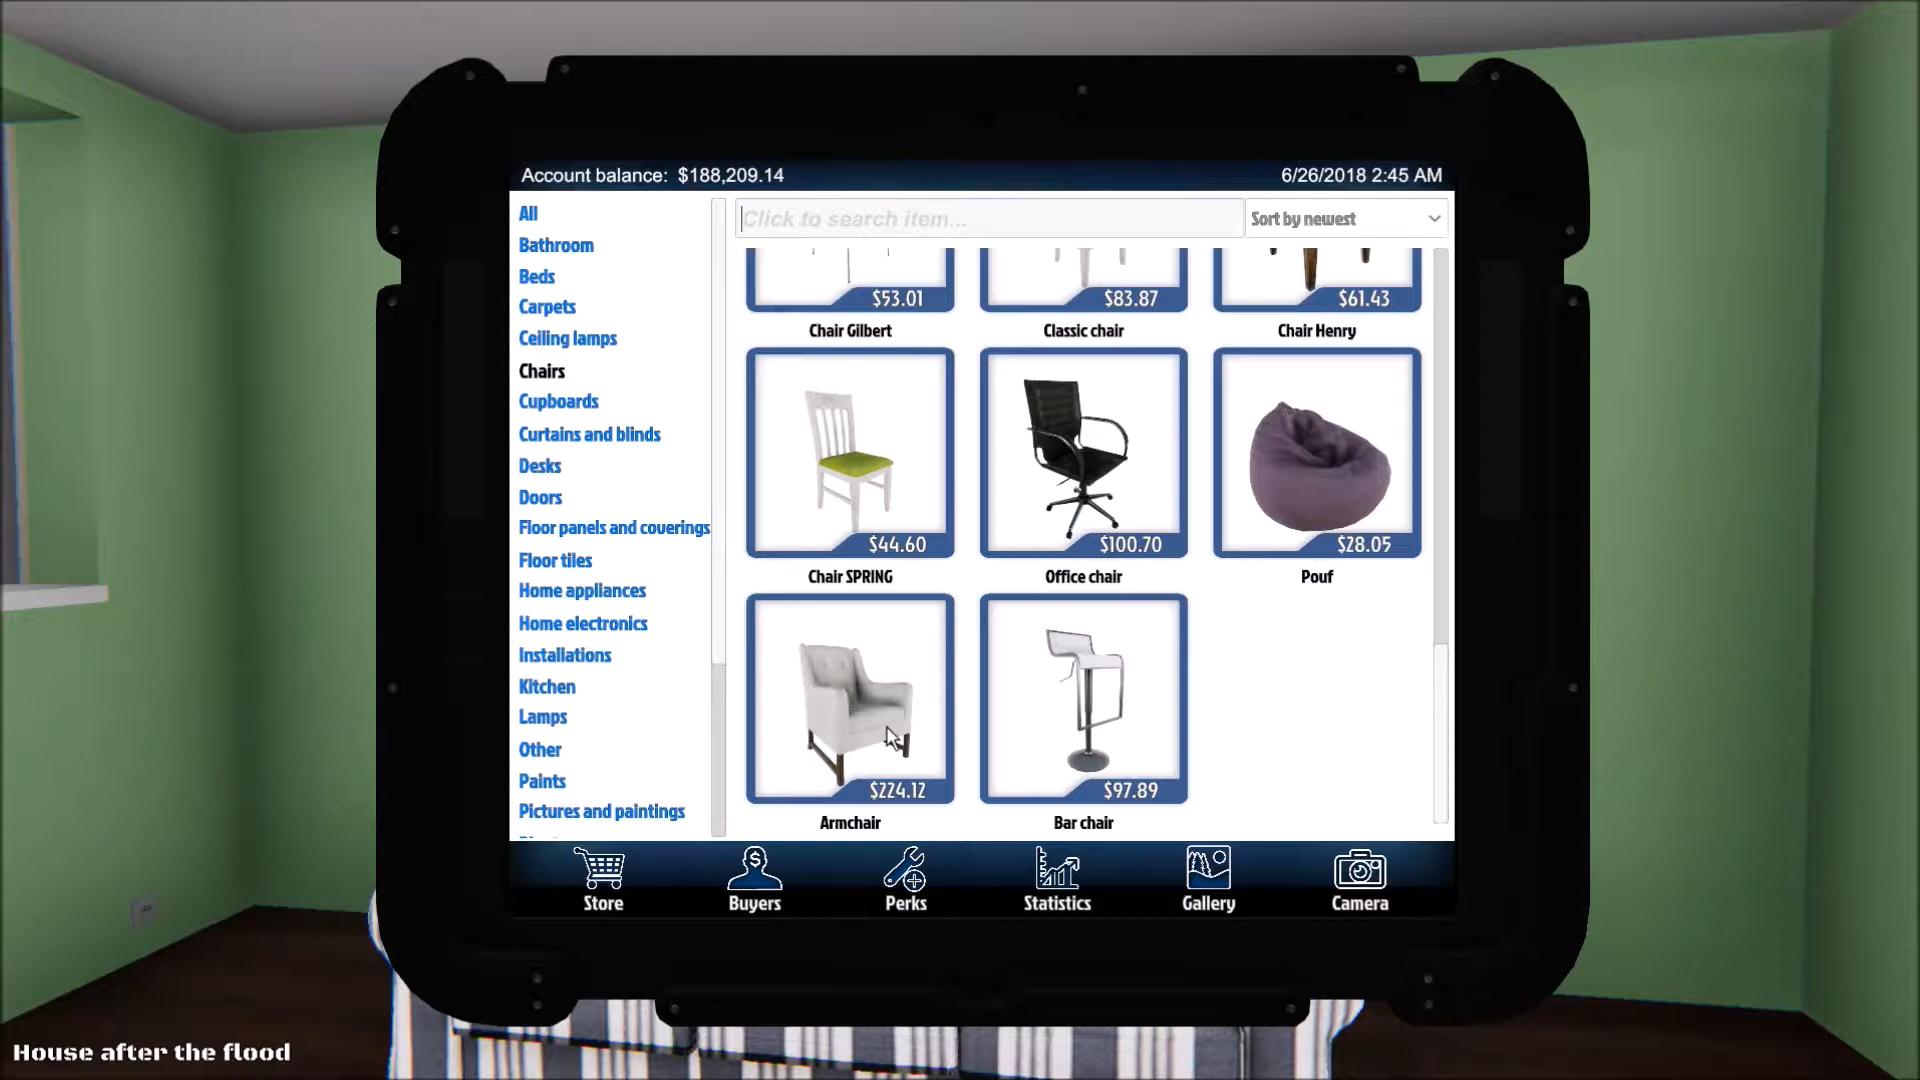 Account balance: $188,209.14
6/26/2018 2:45 AM
All
Bathroom
Beds
Carpets
Ceiling lamps
Chairs
Cupboards
Curtains and blinds
Desks
Doors
Floor panels and coverings
Floor tiles
Home appliances
Home electronics
Installations
Kitchen
Lamps
Other
Paints
Pictures and paintings
Click to search item...
Sort by newest
$53.01
$83.87
$61.43
Chair Gilbert
Classic chair
Chair Henry
$44.60
$100.70
$28.05
Chair SPRING
Office chair
Pouf
$224.12
$97.89
Armchair
Bar chair
Store
Buyers
Perks
Statistics
Gallery
Camera
House after the flood